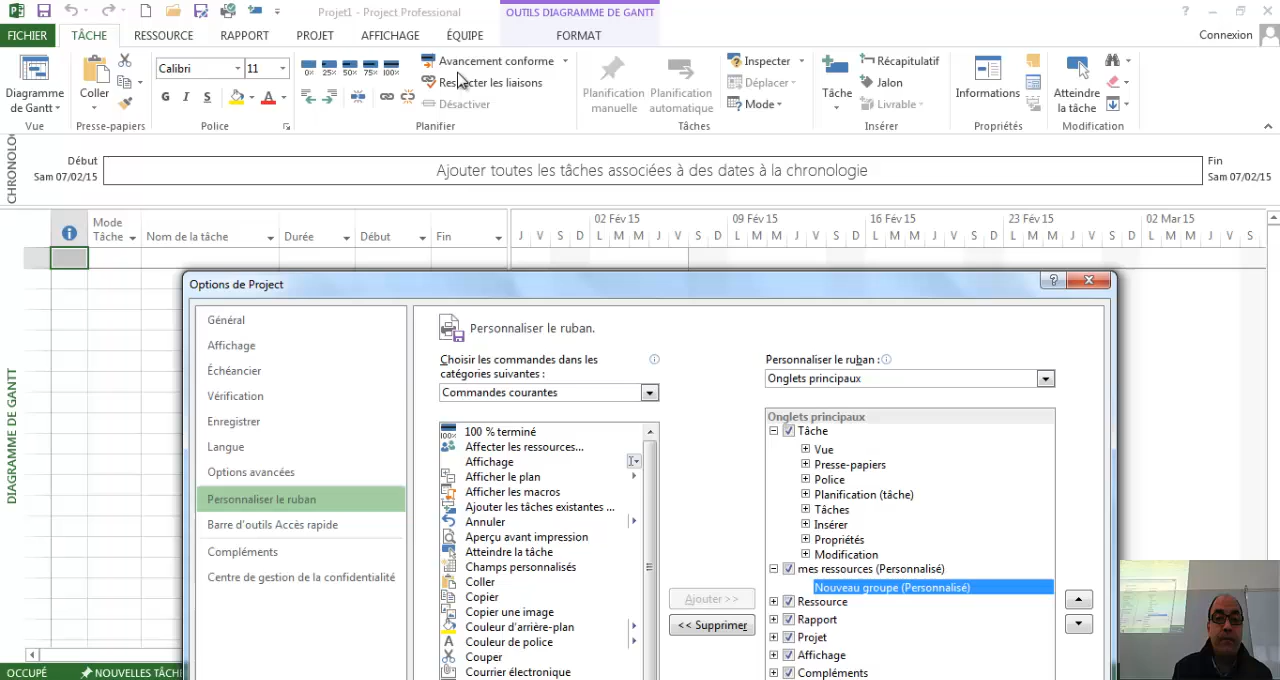 Projet1 - Project Professional
OUTILS DIAGRAMME DE GANTT
FICHIER
TÂCHE
RESSOURCE
RAPPORT
PROJET
AFFICHAGE
ÉQUIPE
FORMAT
Connexion
Diagramme
de Gantt
Vue
Coller
Presse-papiers
Calibri
11
G I S
A
Police
0% 25% 50% 75% 100%
Avancement conforme
Respecter les liaisons
Désactiver
Planifier
Planification
manuelle
Planification
automatique
Inspecter
Déplacer
Mode
Tâches
Tâche
Récapitulatif
Jalon
Livrable
Insérer
Informations
Propriétés
Atteindre
la tâche
Modification
CHRONOLO
Début
Sam 07/02/15
Ajouter toutes les tâches associées à des dates à la chronologie
Fin
Sam 07/02/15
Mode
Tâche
Nom de la tâche
Durée
Début
Fin
02 Fév 15
09 Fév 15
16 Fév 15
23 Fév 15
02 Mar 15
J V S D L M M J V S D L M M J V S D L M M J V S D L M M J V S D L M M J V S
DIAGRAMME DE GANTT
Options de Project
Général
Affichage
Échéancier
Vérification
Enregistrer
Langue
Options avancées
Personnaliser le ruban
Barre d'outils Accès rapide
Compléments
Centre de gestion de la confidentialité
Personnaliser le ruban.
Choisir les commandes dans les
catégories suivantes :
Commandes courantes
100 % terminé
Affecter les ressources...
Affichage
Afficher le plan
Afficher les macros
Ajouter les tâches existantes ...
Annuler
Aperçu avant impression
Atteindre la tâche
Champs personnalisés
Coller
Copier
Copier une image
Couleur d'arrière-plan
Couleur de police
Couper
Courrier électronique
Ajouter >>
<< Supprimer
Personnaliser le ruban :
Onglets principaux
Onglets principaux
Tâche
Vue
Presse-papiers
Police
Planification (tâche)
Tâches
Insérer
Propriétés
Modification
mes ressources (Personnalisé)
Nouveau groupe (Personnalisé)
Ressource
Rapport
Projet
Affichage
Compléments
OCCUPÉ
NOUVELLES TÂCHE